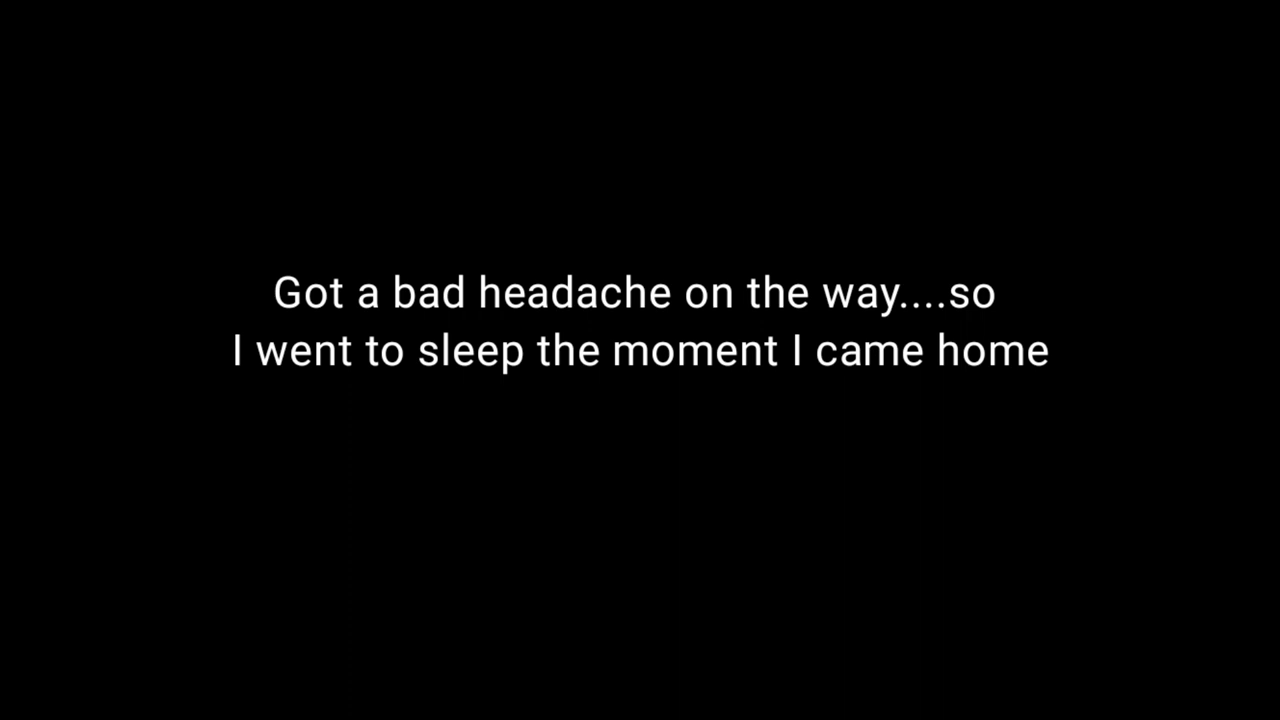 Got a bad headache on the way....so
I went to sleep the moment I came home